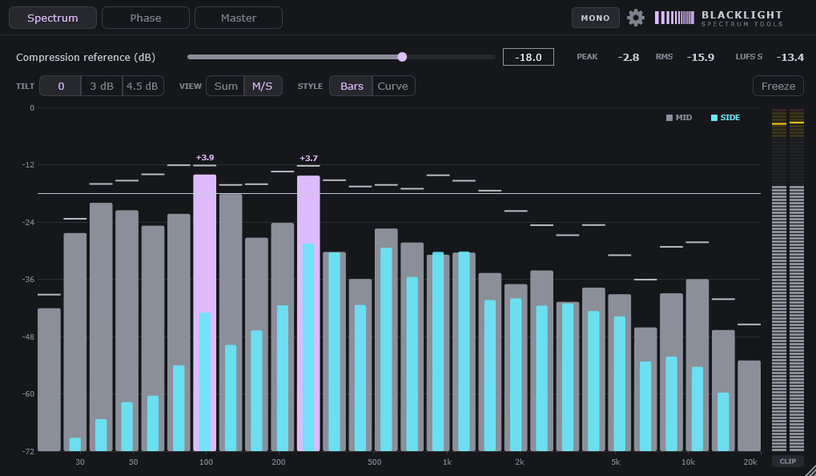 Spectrum Phase Master MONO BLACKLIGHT
SPECTRUM TOOLS
Compression reference (dB) -18.0 PEAK -2.8 RMS -15.9 LUFS S -13.4
TILT 0 3 dB 4.5 dB VIEW Sum M/S STYLE Bars Curve Freeze
0
MID SIDE
+3.9 +3.7
-12
-24
-36
-48
-60
-72
30 50 100 200 500 1k 2k 5k 10k 20k CLIP